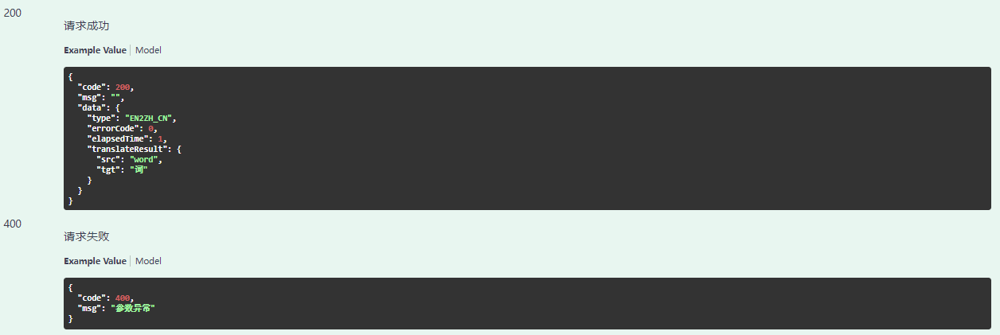 200
请求成功
Example Value | Model
{
  "code": 200,
  "msg": "",
  "data": {
    "type": "EN2ZH_CN",
    "errorCode": 0,
    "elapsedTime": 1,
    "translateResult": {
      "src": "word",
      "tgt": "词"
    }
  }
}
400
请求失败
Example Value | Model
{
  "code": 400,
  "msg": "参数异常"
}